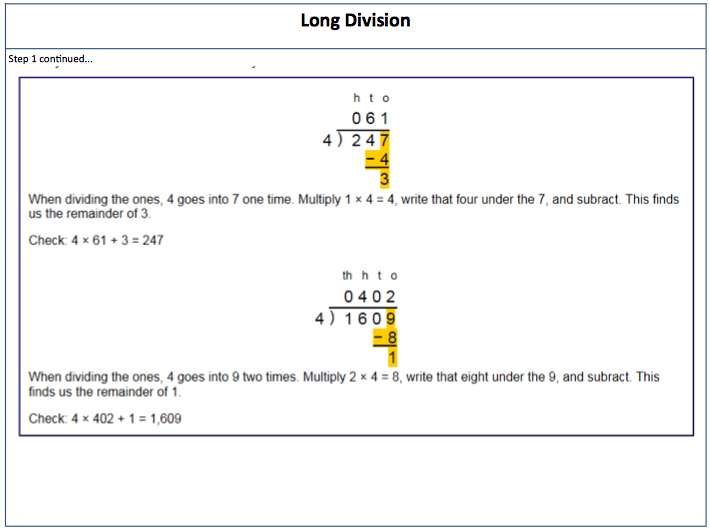 Long Division
Step 1 continued...
h t o
0 6 1
4 ) 2 4 7
– 4
3
When dividing the ones, 4 goes into 7 one time. Multiply 1 × 4 = 4, write that four under the 7, and subract. This finds
us the remainder of 3.
Check: 4 × 61 + 3 = 247
th h t o
0 4 0 2
4 ) 1 6 0 9
– 8
1
When dividing the ones, 4 goes into 9 two times. Multiply 2 × 4 = 8, write that eight under the 9, and subract. This
finds us the remainder of 1.
Check: 4 × 402 + 1 = 1,609